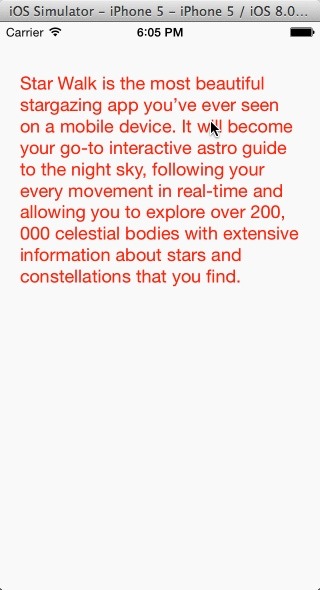 iOS Simulator - iPhone 5 - iPhone 5 / iOS 8.0...
Carrier 6:05 PM
Star Walk is the most beautiful
stargazing app you've ever seen
on a mobile device. It will become
your go-to interactive astro guide
to the night sky, following your
every movement in real-time and
allowing you to explore over 200,
000 celestial bodies with extensive
information about stars and
constellations that you find.